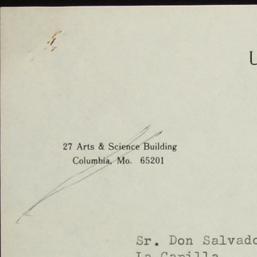 27 Arts & Science Building
Columbia, Mo. 65201
Sr. Don Salvado
La Capilla